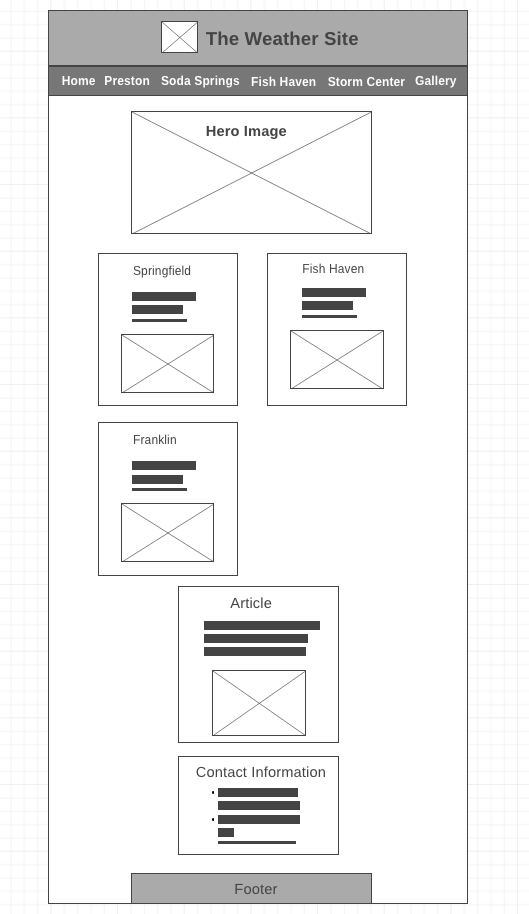 The Weather Site
Home Preston Soda Springs Fish Haven Storm Center Gallery
Hero Image
Springfield
Fish Haven
Franklin
Article
Contact Information
Footer